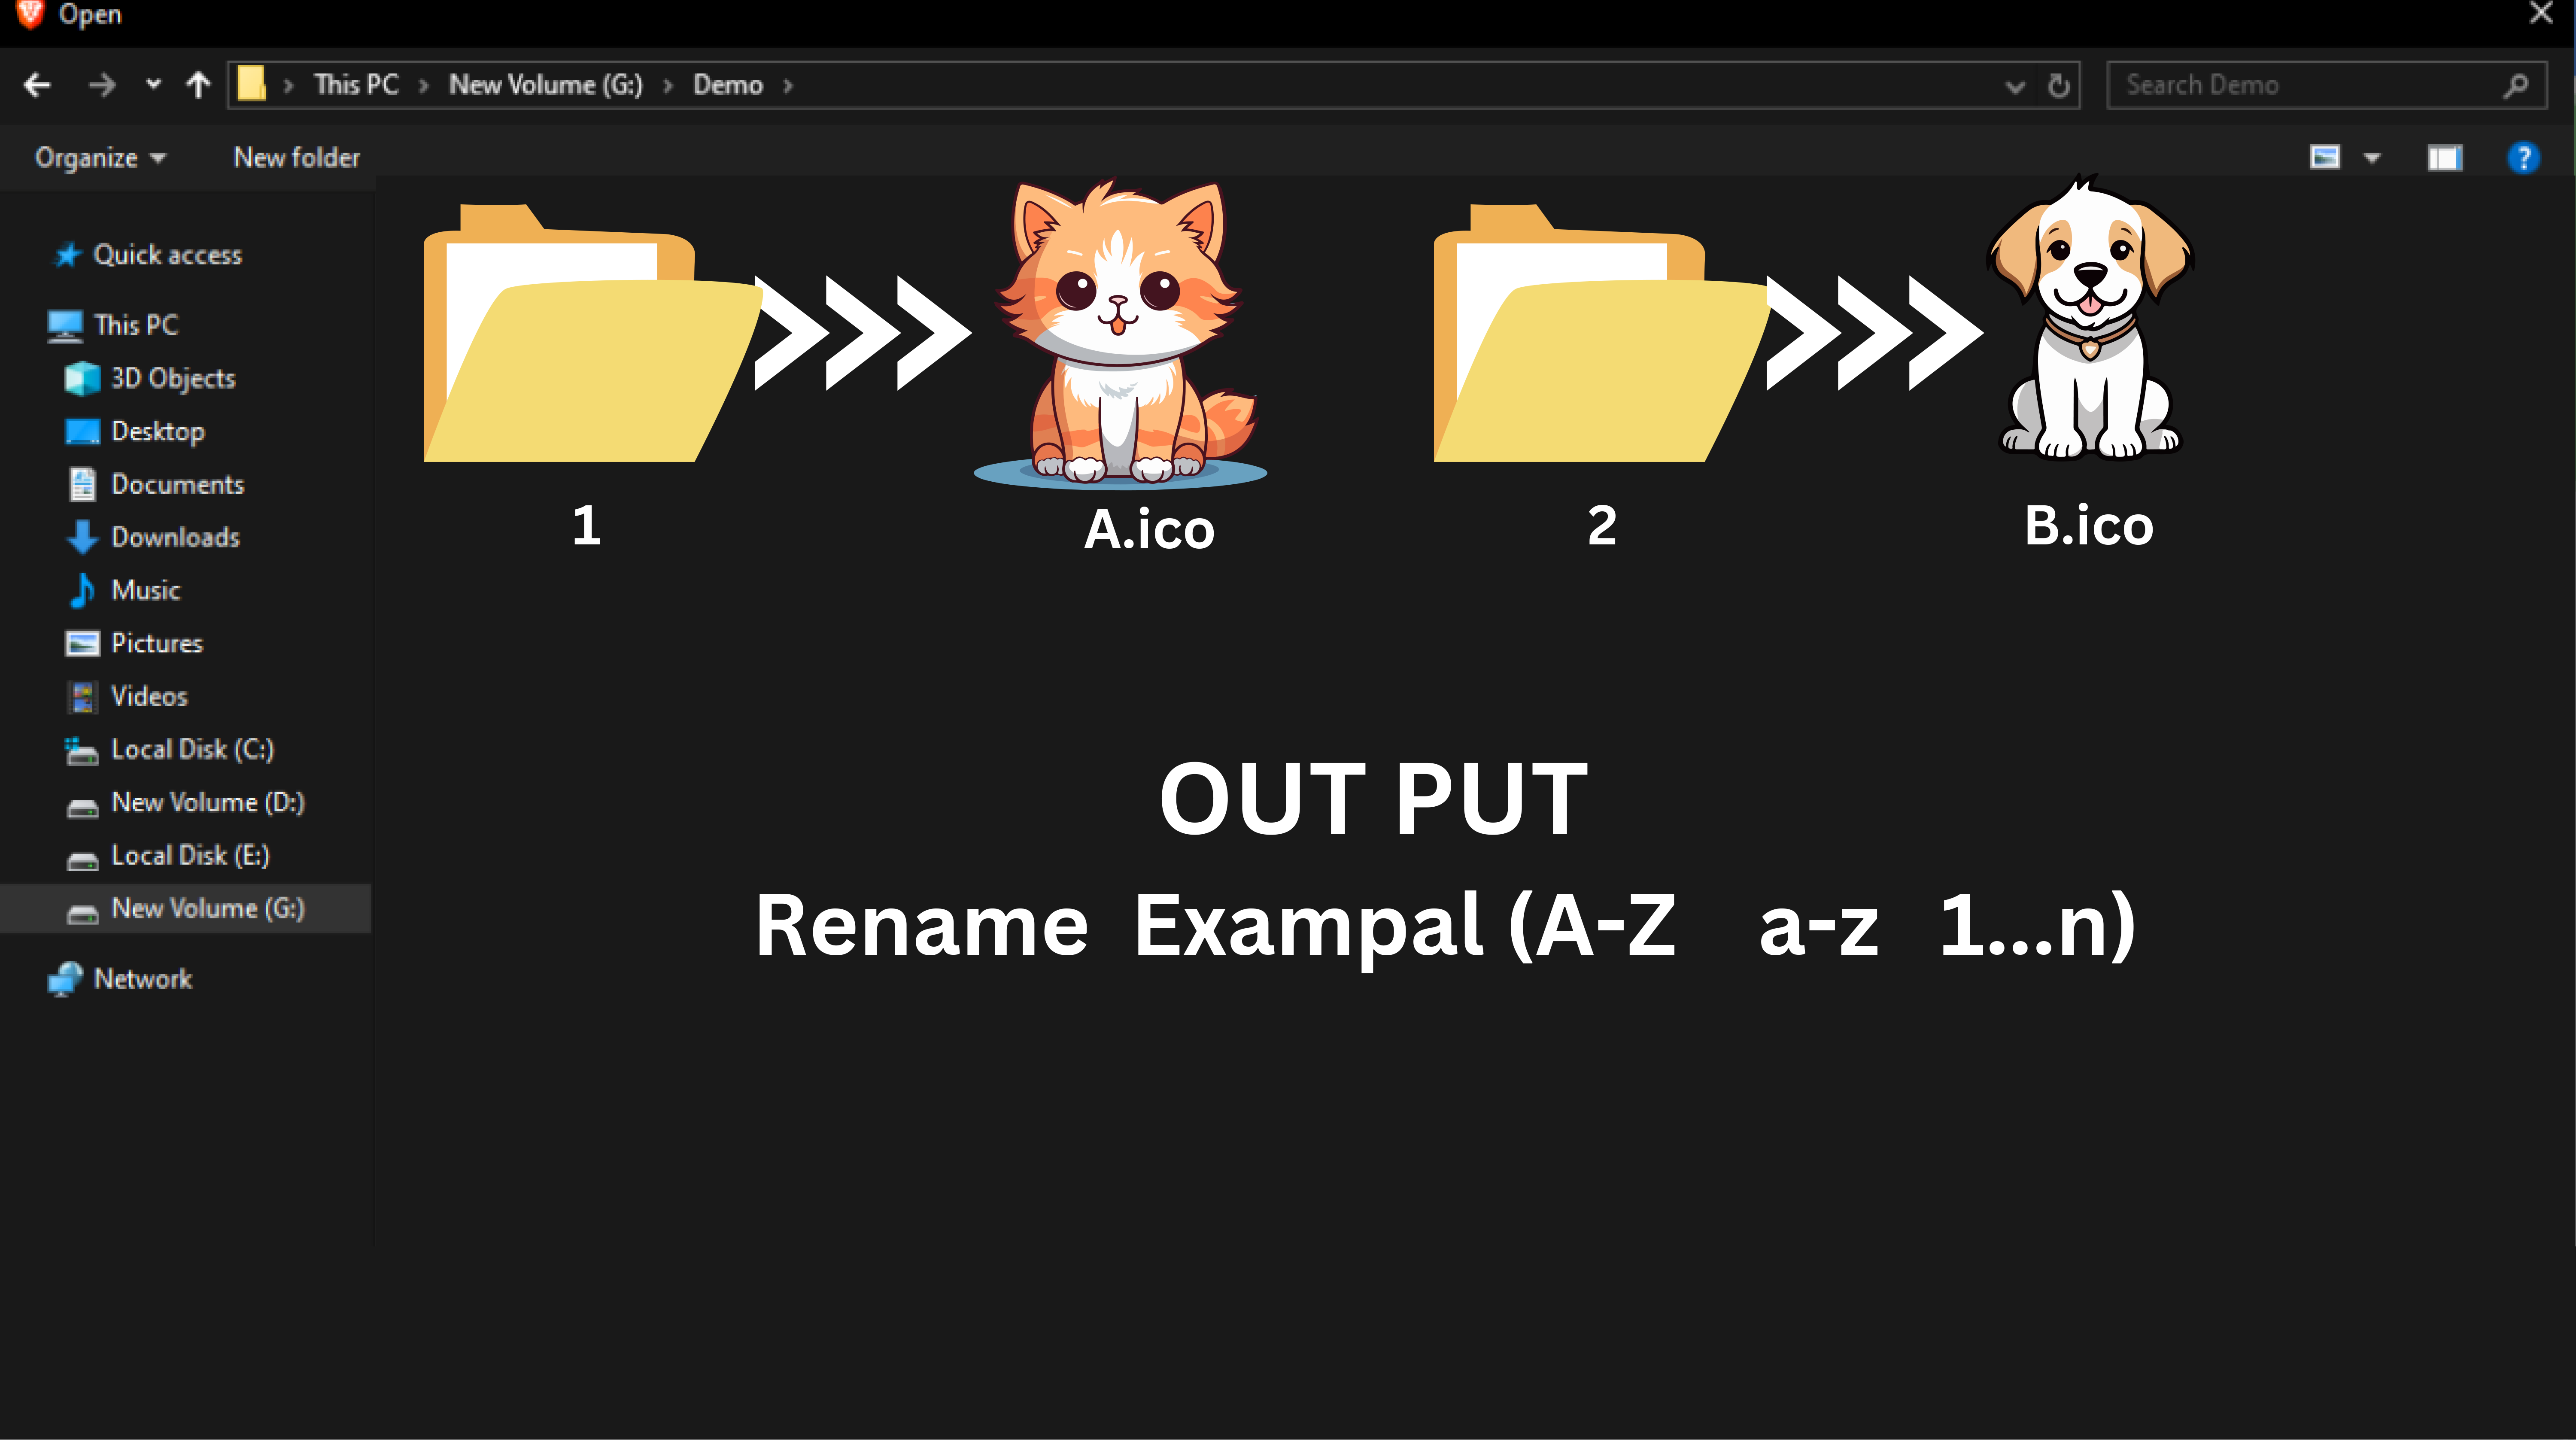 Open
This PC > New Volume (G:) > Demo >
Search Demo
Organize
New folder
?
Quick access
This PC
3D Objects
Desktop
Documents
Downloads
Music
Pictures
Videos
Local Disk (C:)
New Volume (D:)
Local Disk (E:)
New Volume (G:)
Network
1
A.ico
2
B.ico
OUT PUT
Rename Exampal (A-Z a-z 1...n)